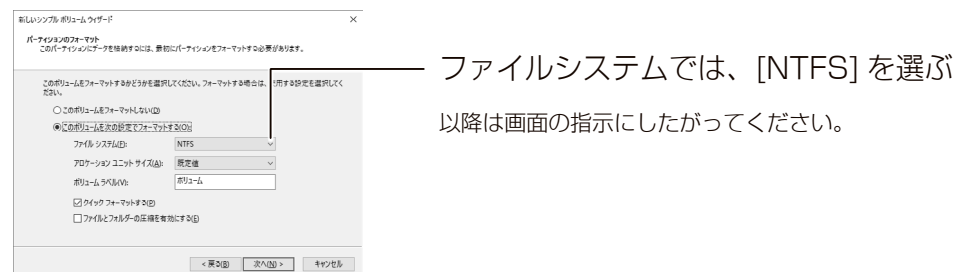 新しいシンプル ボリューム ウィザード
パーティションのフォーマット
このパーティションにデータを格納するには、最初にパーティションをフォーマットする必要があります。
このボリュームをフォーマットするかどうかを選択してください。フォーマットする場合は、使用する設定を選択してく
ださい。
このボリュームをフォーマットしない(D)
このボリュームを次の設定でフォーマットする(O):
ファイル システム(F): NTFS
アロケーション ユニット サイズ(A): 既定値
ボリューム ラベル(V): ボリューム
クイック フォーマットする(P)
ファイルとフォルダーの圧縮を有効にする(E)
< 戻る(B) 次へ(N) > キャンセル
ファイルシステムでは、[NTFS] を選ぶ
以降は画面の指示にしたがってください。